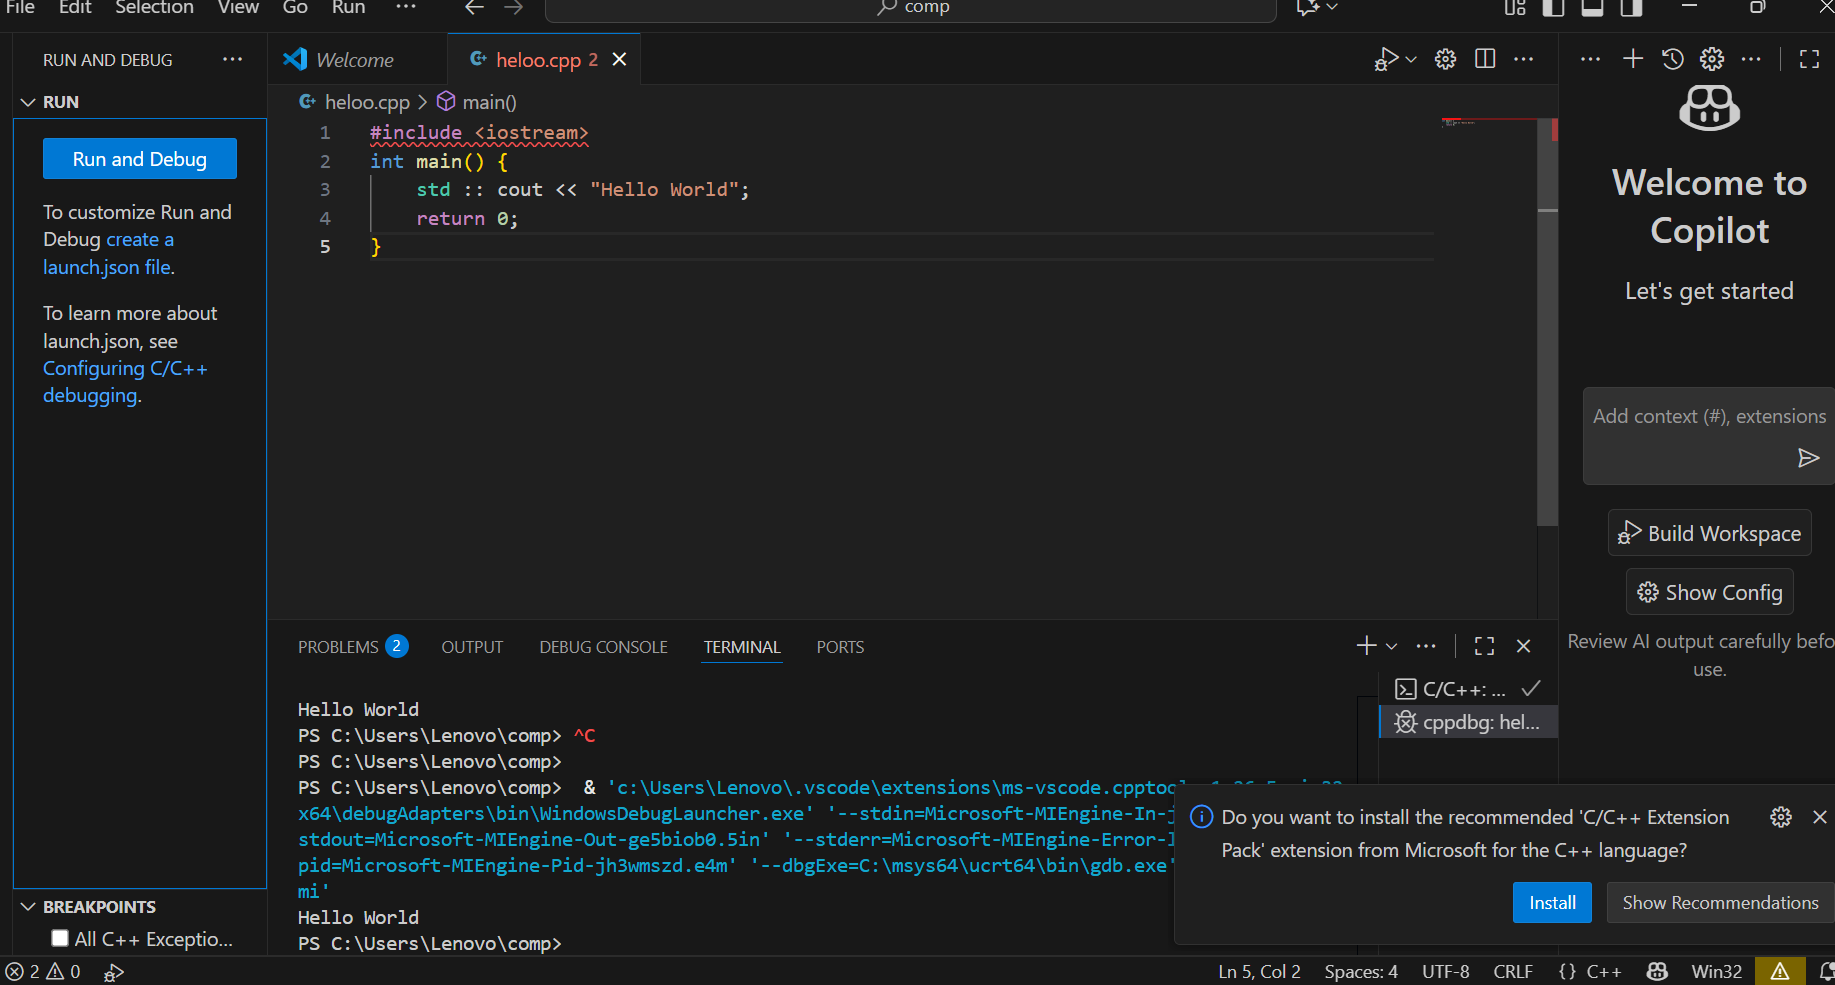 File Edit Selection View Go Run ··· comp
RUN AND DEBUG ···
RUN
Run and Debug
To customize Run and
Debug create a
launch.json file.
To learn more about
launch.json, see
Configuring C/C++
debugging.
BREAKPOINTS
All C++ Exceptio...
Welcome
heloo.cpp 2
heloo.cpp > main()
1 #include <iostream>
2 int main() {
3 std :: cout << "Hello World";
4 return 0;
5 }
PROBLEMS 2 OUTPUT DEBUG CONSOLE TERMINAL PORTS
Hello World
PS C:\Users\Lenovo\comp> ^C
PS C:\Users\Lenovo\comp>
PS C:\Users\Lenovo\comp> & 'c:\Users\Lenovo\.vscode\extensions\ms-vscode.cpptool
x64\debugAdapters\bin\WindowsDebugLauncher.exe' '--stdin=Microsoft-MIEngine-In-
stdout=Microsoft-MIEngine-Out-ge5biob0.5in' '--stderr=Microsoft-MIEngine-Error-
pid=Microsoft-MIEngine-Pid-jh3wmszd.e4m' '--dbgExe=C:\msys64\ucrt64\bin\gdb.exe'
mi'
Hello World
PS C:\Users\Lenovo\comp>
C/C++: ...
cppdbg: hel...
Welcome to
Copilot
Let's get started
Add context (#), extensions
Build Workspace
Show Config
Review AI output carefully befo
use.
Do you want to install the recommended 'C/C++ Extension
Pack' extension from Microsoft for the C++ language?
Install Show Recommendations
2 0 Ln 5, Col 2 Spaces: 4 UTF-8 CRLF {} C++ Win32